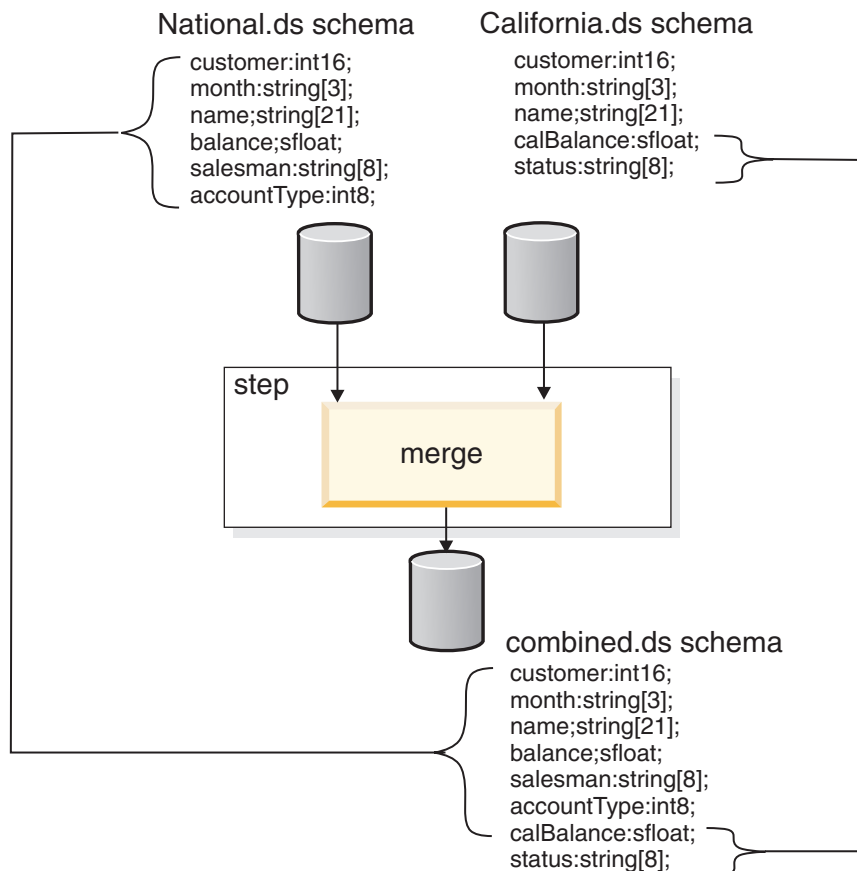 National.ds schema
customer:int16;
month:string[3];
name;string[21];
balance;sfloat;
salesman:string[8];
accountType:int8;
California.ds schema
customer:int16;
month:string[3];
name;string[21];
calBalance:sfloat;
status:string[8];
step
merge
combined.ds schema
customer:int16;
month:string[3];
name;string[21];
balance;sfloat;
salesman:string[8];
accountType:int8;
calBalance:sfloat;
status:string[8];